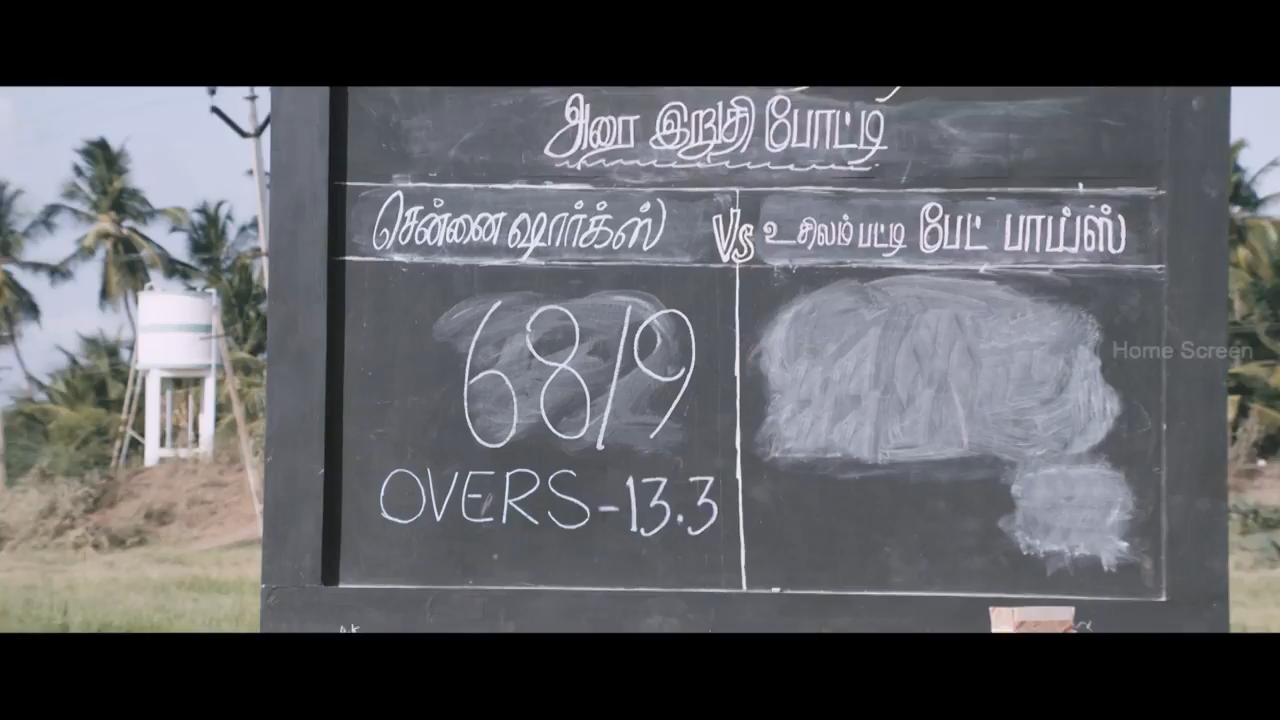 அரை இறுதி போட்டி
சென்னை ஷார்க்ஸ் Vs உசிலம் பட்டி பேட் பாய்ஸ்
68/9
OVERS-13.3
Home Screen